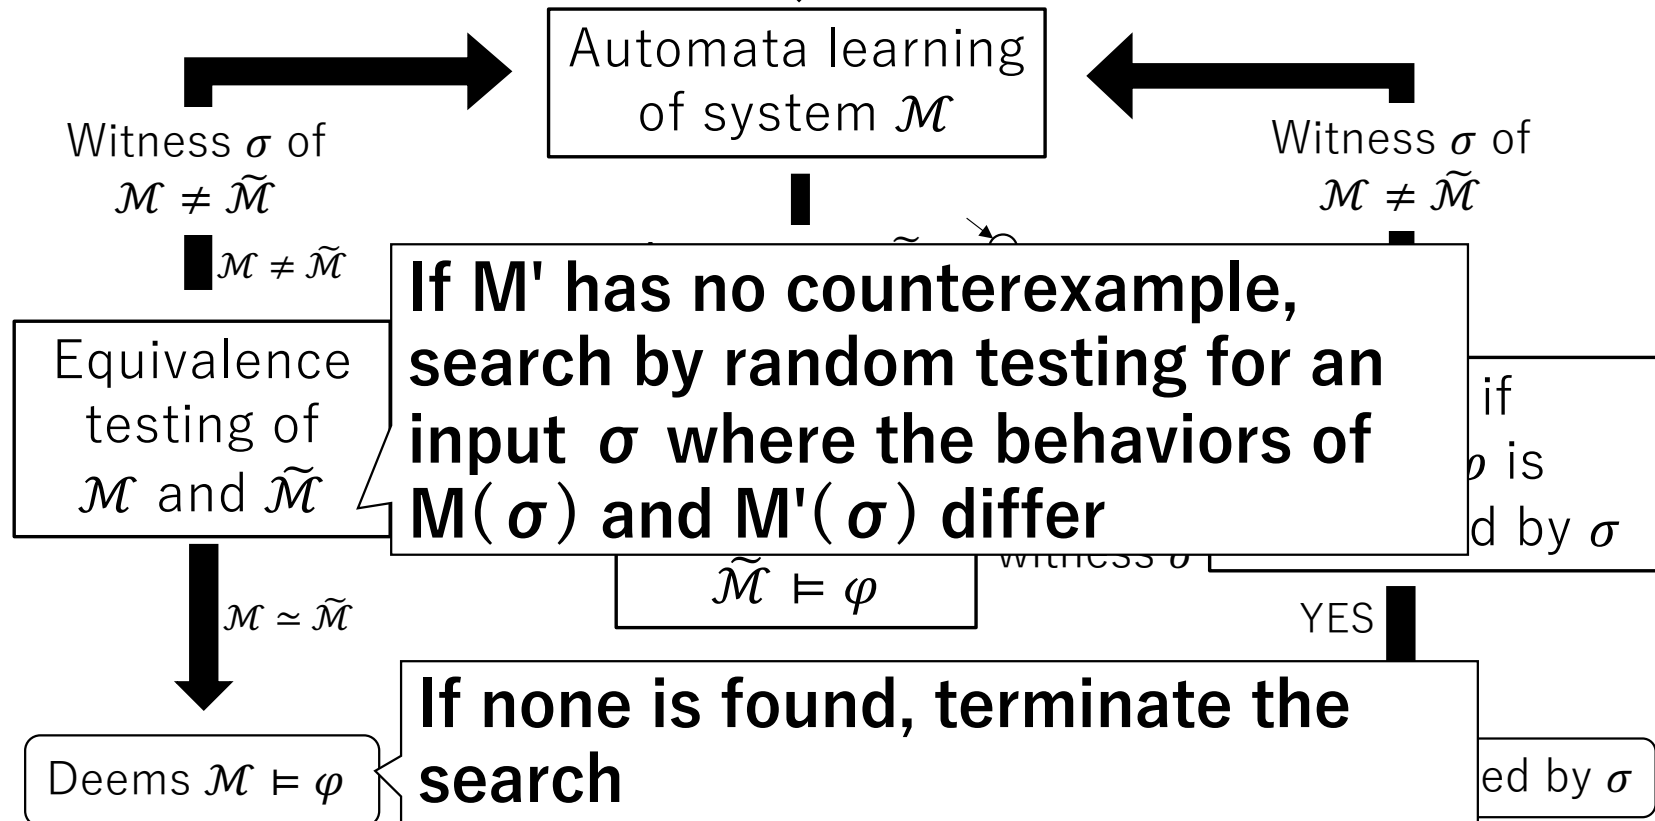 Automata learning
of system ℳ
Witness σ of
ℳ ≠ ℳ̃
Witness σ of
ℳ ≠ ℳ̃
ℳ ≠ ℳ̃
If M' has no counterexample,
search by random testing for an
input σ where the behaviors of
M(σ) and M'(σ) differ
Equivalence
testing of
ℳ and ℳ̃
if
φ is
d by σ
witness σ
ℳ̃ ⊨ φ
ℳ ≃ ℳ̃
YES
If none is found, terminate the
search
Deems ℳ ⊨ φ
ed by σ